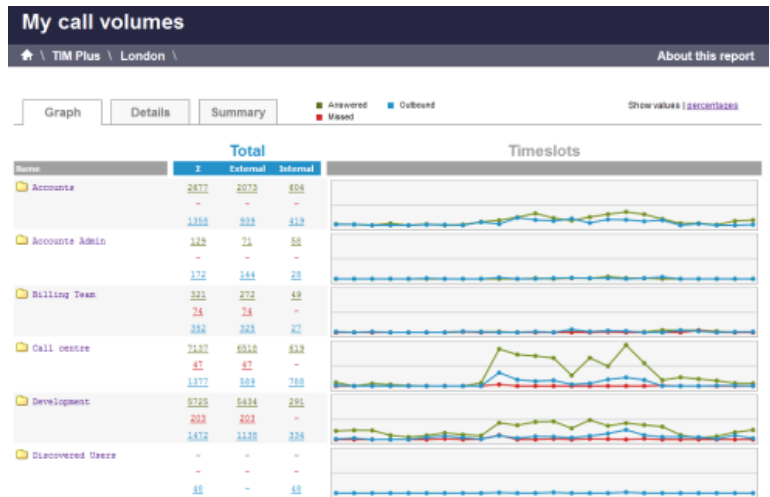 My call volumes
\ TIM Plus \ London \ About this report
Graph Details Summary Answered Outbound Show values | percentages
Missed
Total Timeslots
Name Σ External Internal
Accounts 2677 2073 604
- - -
1358 939 419
Accounts Admin 129 71 58
- - -
172 144 28
Billing Team 321 272 49
74 74 -
352 325 27
Call centre 7137 6518 619
47 47 -
1377 589 788
Development 5725 5434 291
203 203 -
1472 1138 334
Discovered Users - - -
- - -
48 - 48